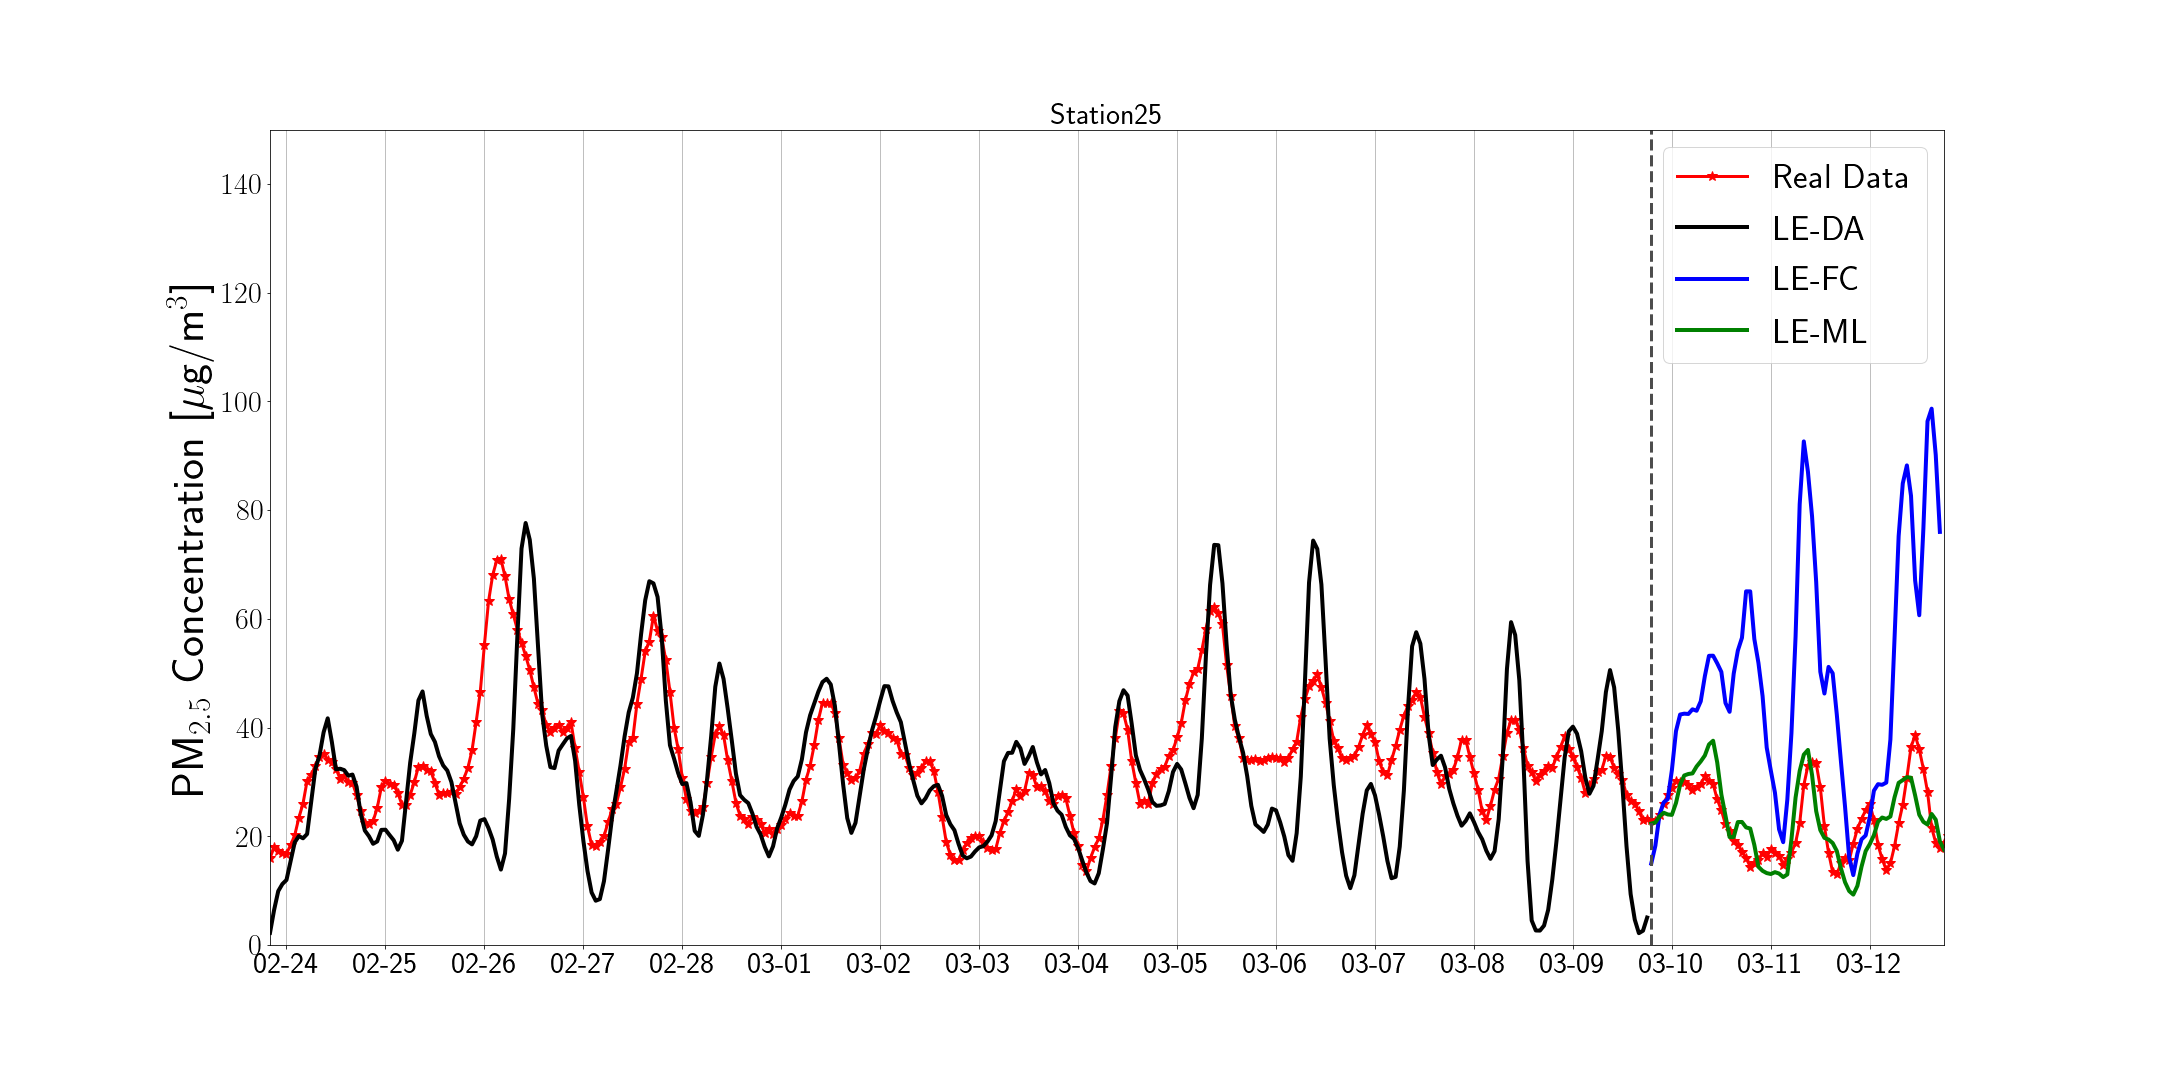 Station25
PM2.5 Concentration [μg/m³]
140
120
100
80
60
40
20
0
Real Data
LE-DA
LE-FC
LE-ML
02-24 02-25 02-26 02-27 02-28 03-01 03-02 03-03 03-04 03-05 03-06 03-07 03-08 03-09 03-10 03-11 03-12